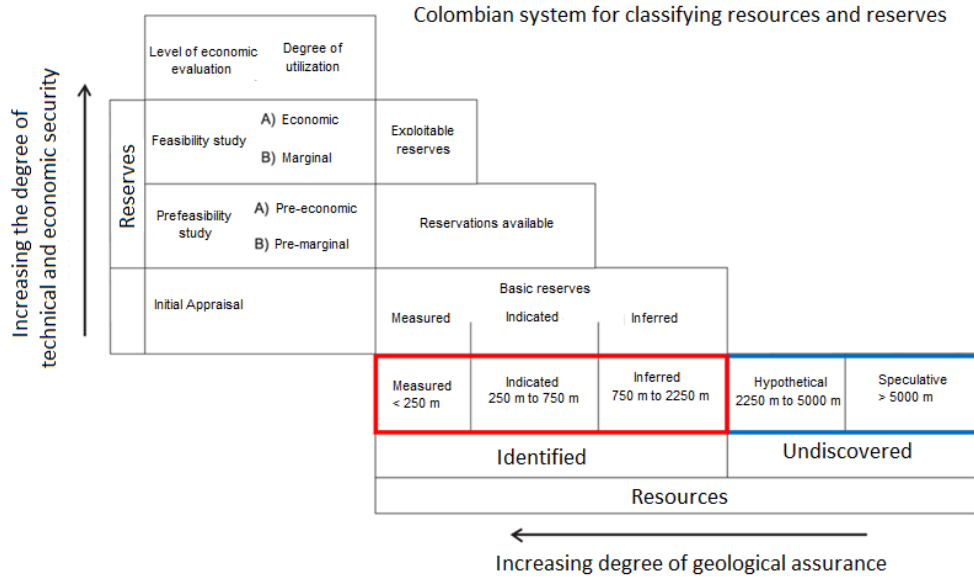 Colombian system for classifying resources and reserves
Increasing the degree of
technical and economic security
Level of economic
evaluation
Degree of
utilization
Reserves
Feasibility study
A) Economic
B) Marginal
Exploitable
reserves
Prefeasibility
study
A) Pre-economic
B) Pre-marginal
Reservations available
Initial Appraisal
Basic reserves
Measured
Indicated
Inferred
Measured
< 250 m
Indicated
250 m to 750 m
Inferred
750 m to 2250 m
Hypothetical
2250 m to 5000 m
Speculative
> 5000 m
Identified
Undiscovered
Resources
Increasing degree of geological assurance